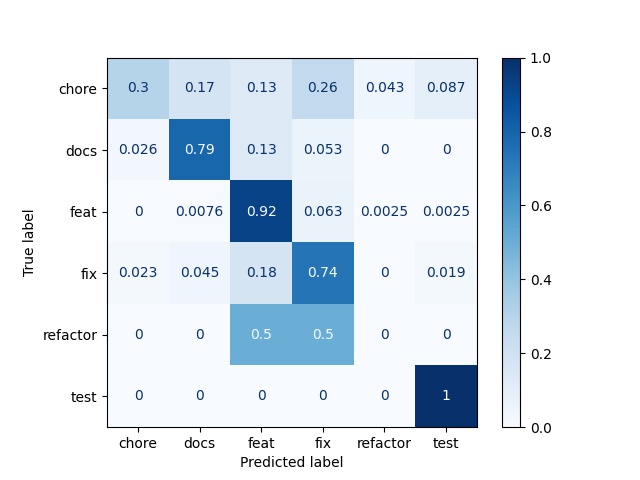 chore 0.3 0.17 0.13 0.26 0.043 0.087
docs 0.026 0.79 0.13 0.053 0 0
feat 0 0.0076 0.92 0.063 0.0025 0.0025
fix 0.023 0.045 0.18 0.74 0 0.019
refactor 0 0 0.5 0.5 0 0
test 0 0 0 0 0 1
chore docs feat fix refactor test
Predicted label
True label
1.0
0.8
0.6
0.4
0.2
0.0